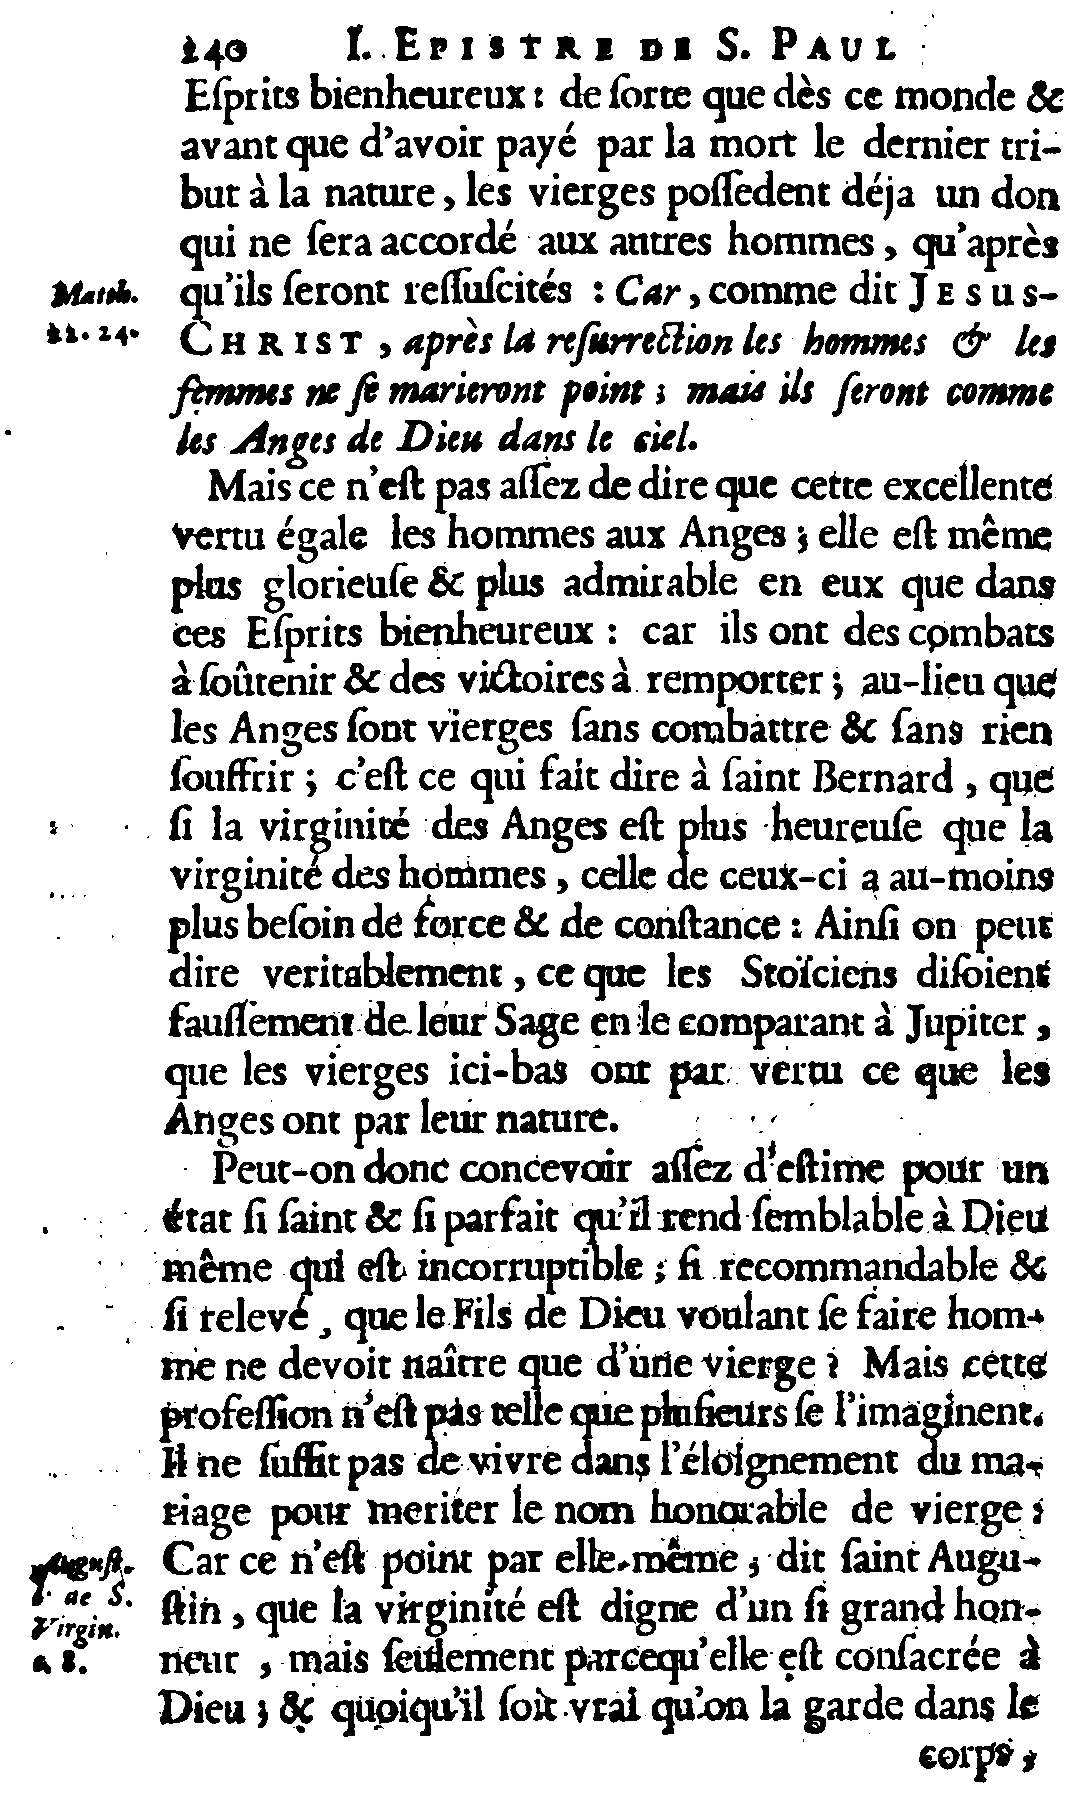 240 I. EPISTRE DE S. PAUL
Eſprits bienheureux : de ſorte que dès ce monde &
avant que d'avoir payé par la mort le dernier tri-
but à la nature, les vierges poſſedent déja un don
qui ne ſera accordé aux autres hommes, qu'après
Matth. qu'ils ſeront reſſuſcités : Car, comme dit JESUS-
22. 24. CHRIST, après la reſurrection les hommes & les
femmes ne ſe marieront point ; mais ils ſeront comme
les Anges de Dieu dans le ciel.
Mais ce n'eſt pas aſſez de dire que cette excellente
vertu égale les hommes aux Anges ; elle eſt même
plus glorieuſe & plus admirable en eux que dans
ces Eſprits bienheureux : car ils ont des combats
à ſoûtenir & des victoires à remporter ; au-lieu que
les Anges ſont vierges ſans combattre & ſans rien
ſouffrir ; c'eſt ce qui fait dire à ſaint Bernard, que
ſi la virginité des Anges eſt plus heureuſe que la
virginité des hommes, celle de ceux-ci a au-moins
plus beſoin de force & de conſtance : Ainſi on peut
dire veritablement, ce que les Stoïſciens diſoient
fauſſement de leur Sage en le comparant à Jupiter,
que les vierges ici-bas ont par vertu ce que les
Anges ont par leur nature.
Peut-on donc concevoir aſſez d'eſtime pour un
état ſi ſaint & ſi parfait qu'il rend ſemblable à Dieu
même qui eſt incorruptible ; ſi recommandable &
ſi relevé, que le Fils de Dieu voulant ſe faire hom-
me ne devoit naître que d'une vierge ? Mais cette
profeſſion n'eſt pas telle que pluſieurs ſe l'imaginent.
Il ne ſuffit pas de vivre dans l'éloignement du ma-
riage pour meriter le nom honorable de vierge :
Auguſt. Car ce n'eſt point par elle-même, dit ſaint Augu-
l. de S. ſtin, que la virginité eſt digne d'un ſi grand hon-
Virgin. neur, mais ſeulement parcequ'elle eſt conſacrée à
8. Dieu ; & quoiqu'il ſoit vrai qu'on la garde dans le
corps,